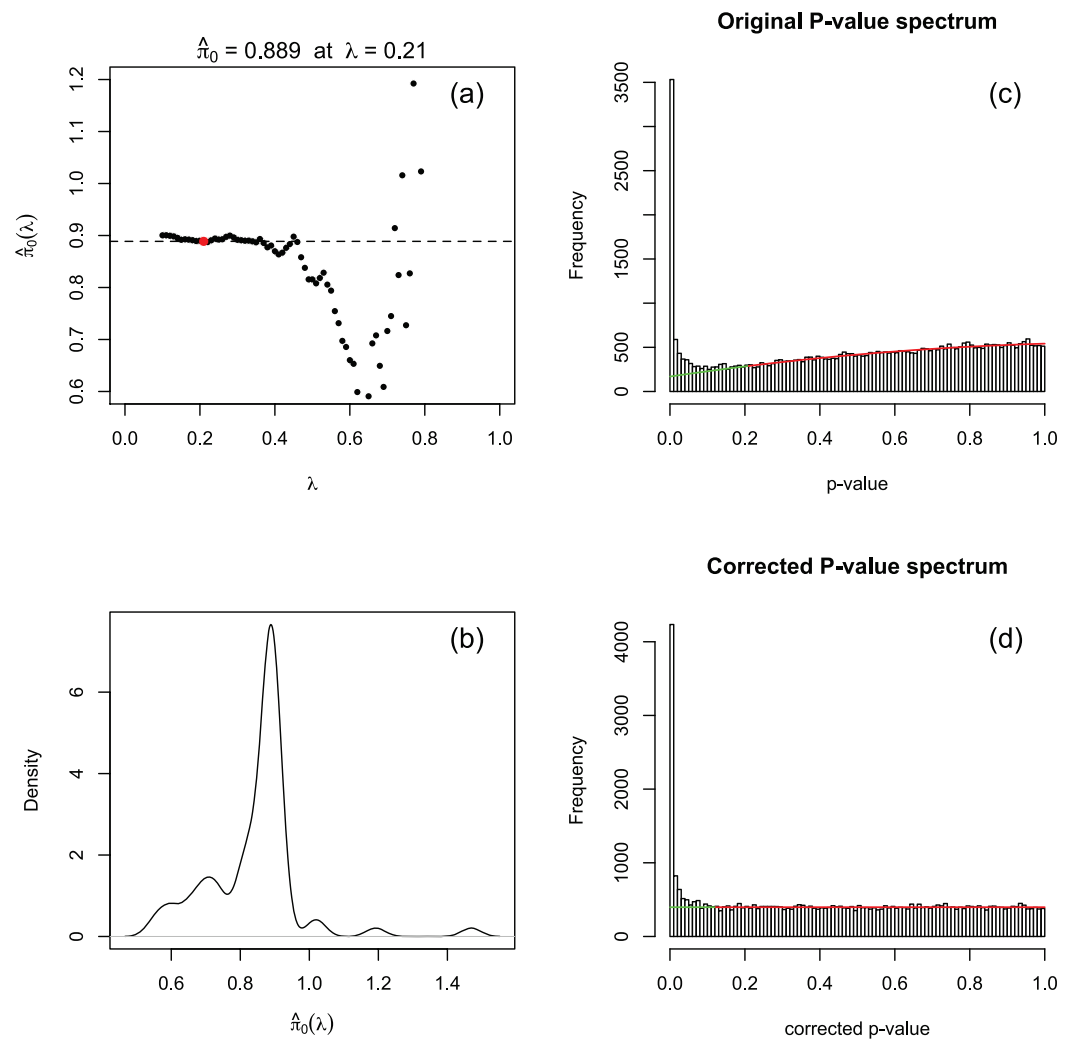 π̂₀ = 0.889 at λ = 0.21
(a)
1.2
1.1
1.0
0.9
0.8
0.7
0.6
π̂₀(λ)
0.0 0.2 0.4 0.6 0.8 1.0
λ
Original P-value spectrum
(c)
3500
2500
1500
500
0
Frequency
0.0 0.2 0.4 0.6 0.8 1.0
p-value
(b)
6
4
2
0
Density
0.6 0.8 1.0 1.2 1.4
π̂₀(λ)
Corrected P-value spectrum
(d)
4000
3000
2000
1000
0
Frequency
0.0 0.2 0.4 0.6 0.8 1.0
corrected p-value